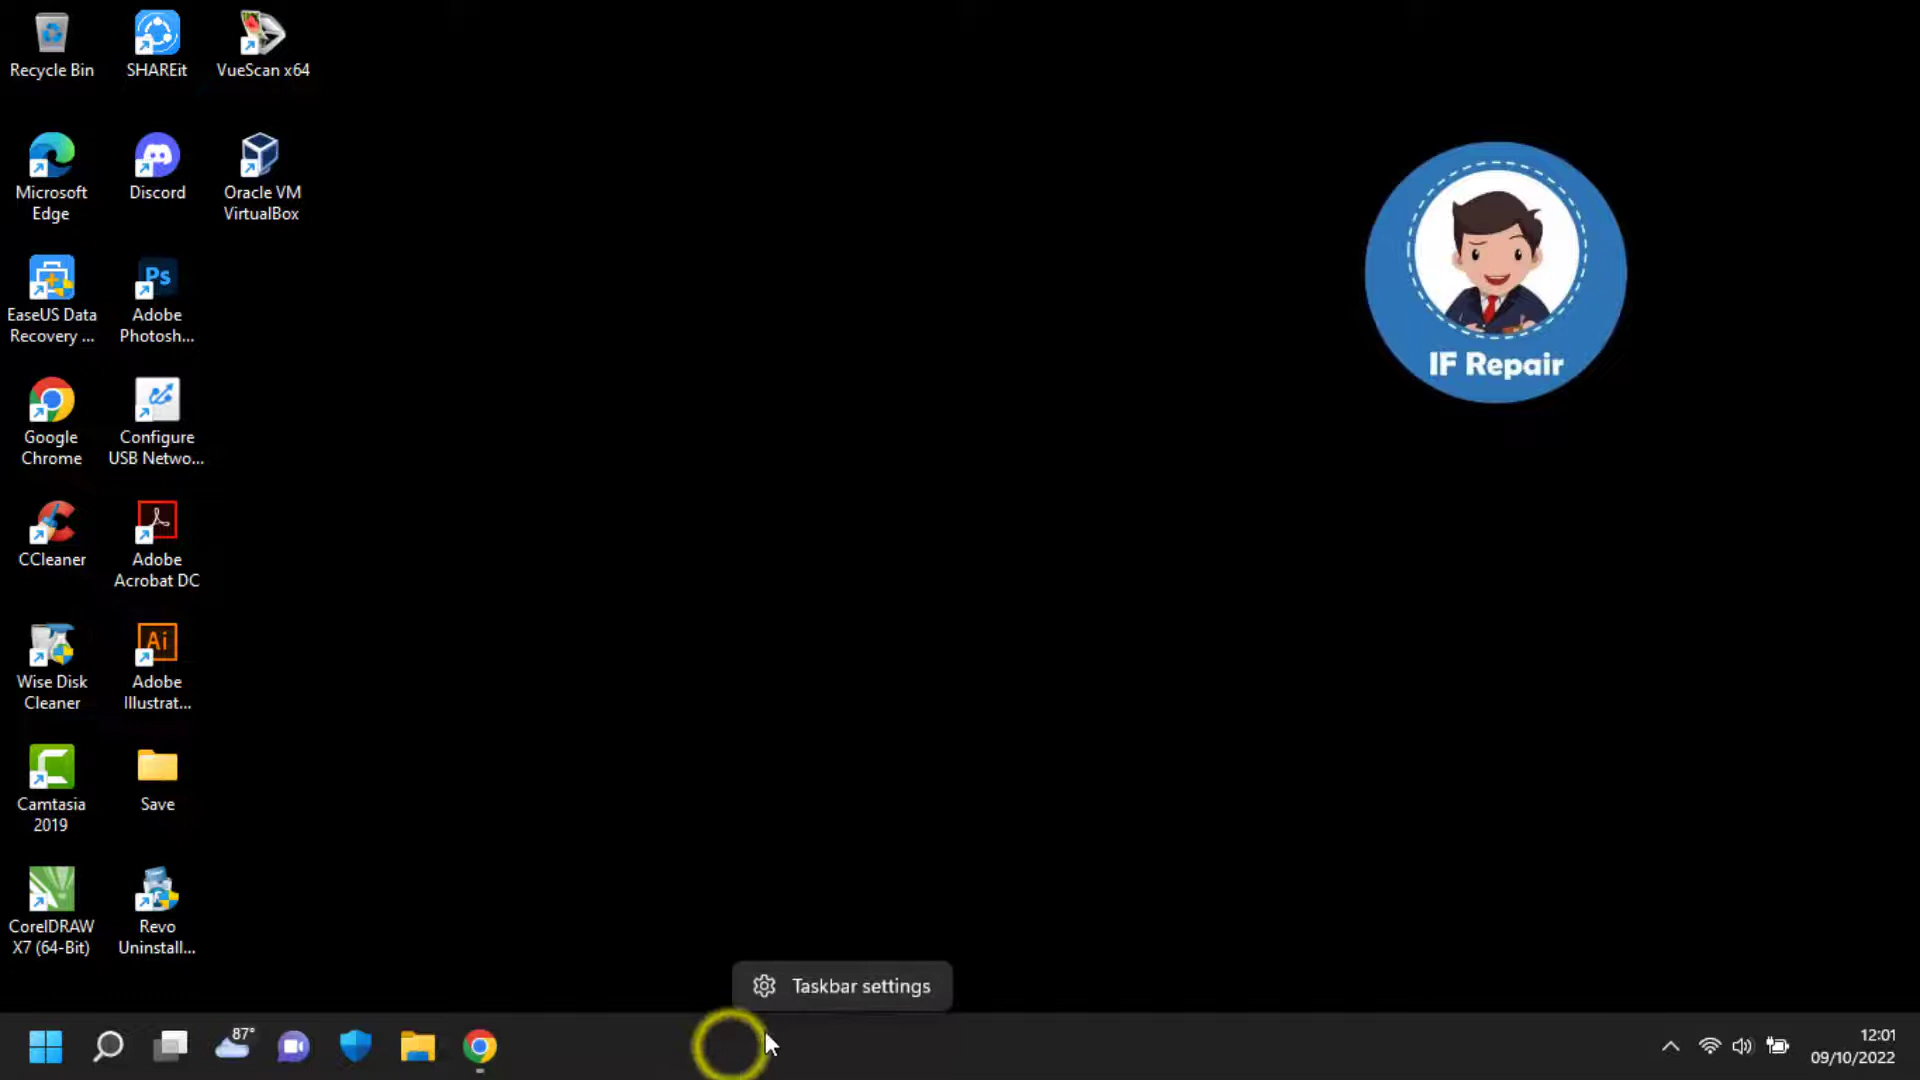 Recycle Bin
SHAREit
VueScan x64
Microsoft
Edge
Discord
Oracle VM
VirtualBox
EaseUS Data
Recovery ...
Ps
Adobe
Photosh...
Google
Chrome
Configure
USB Netwo...
CCleaner
Adobe
Acrobat DC
Wise Disk
Cleaner
Ai
Adobe
Illustrat...
Camtasia
2019
Save
CorelDRAW
X7 (64-Bit)
Revo
Uninstall...
IF Repair
Taskbar settings
87°
12:01
09/10/2022